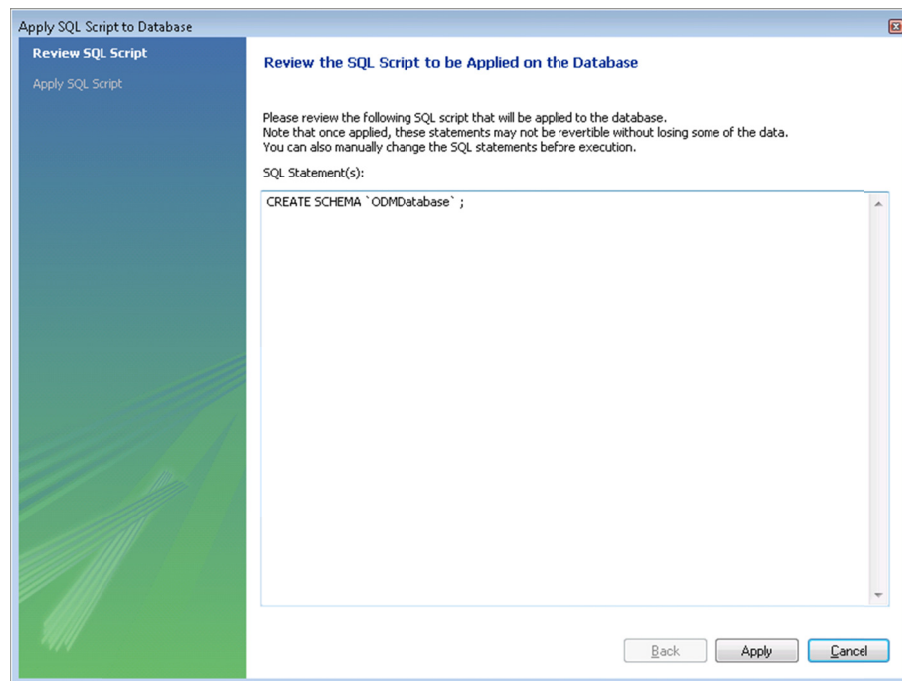 Apply SQL Script to Database
Review SQL Script
Apply SQL Script
Review the SQL Script to be Applied on the Database
Please review the following SQL script that will be applied to the database.
Note that once applied, these statements may not be revertible without losing some of the data.
You can also manually change the SQL statements before execution.
SQL Statement(s):
CREATE SCHEMA `ODMDatabase` ;
Back
Apply
Cancel